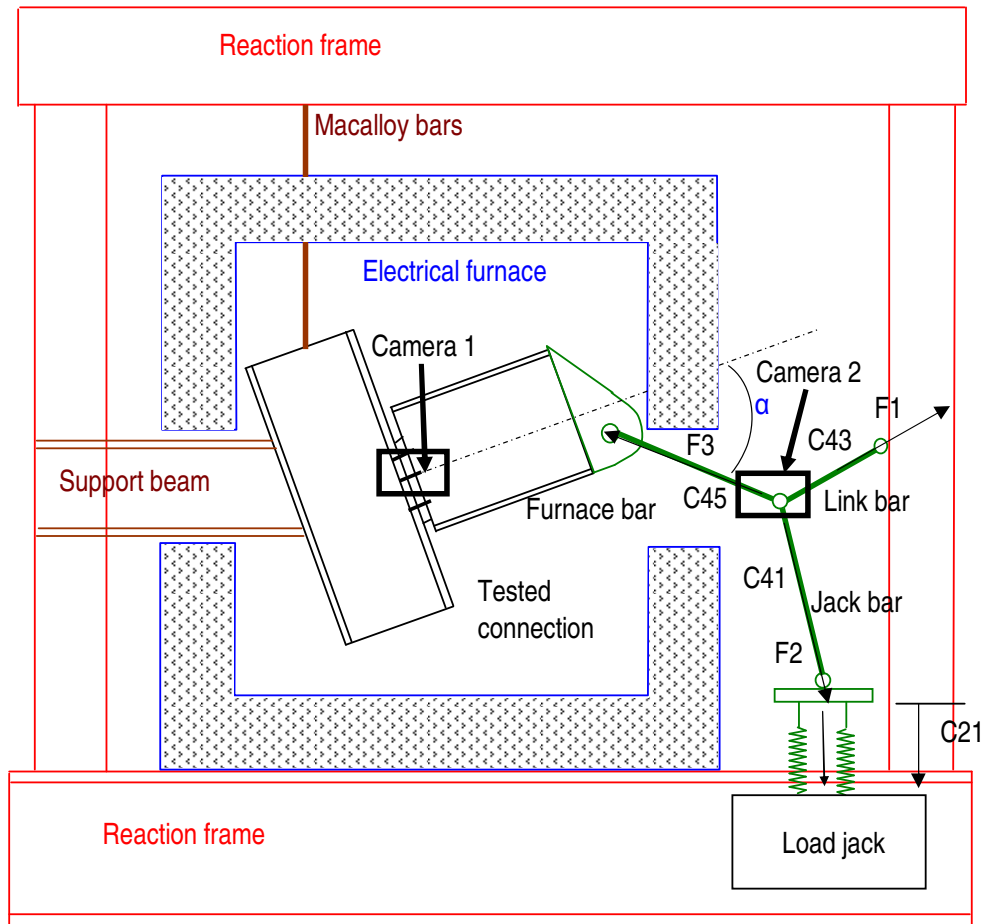 Reaction frame
Macalloy bars
Electrical furnace
Camera 1
Camera 2
α
F1
F3
C43
Support beam
C45
Link bar
Furnace bar
C41
Tested
connection
Jack bar
F2
C21
Reaction frame
Load jack